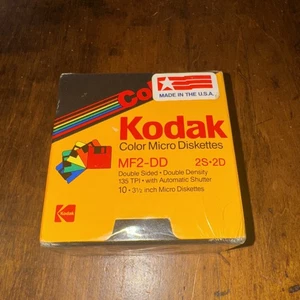 Col
MADE IN THE U.S.A.
Kodak
Color Micro Diskettes
MF2-DD 2S•2D
Double Sided • Double Density
135 TPI • with Automatic Shutter
10 • 3½ inch Micro Diskettes
Kodak